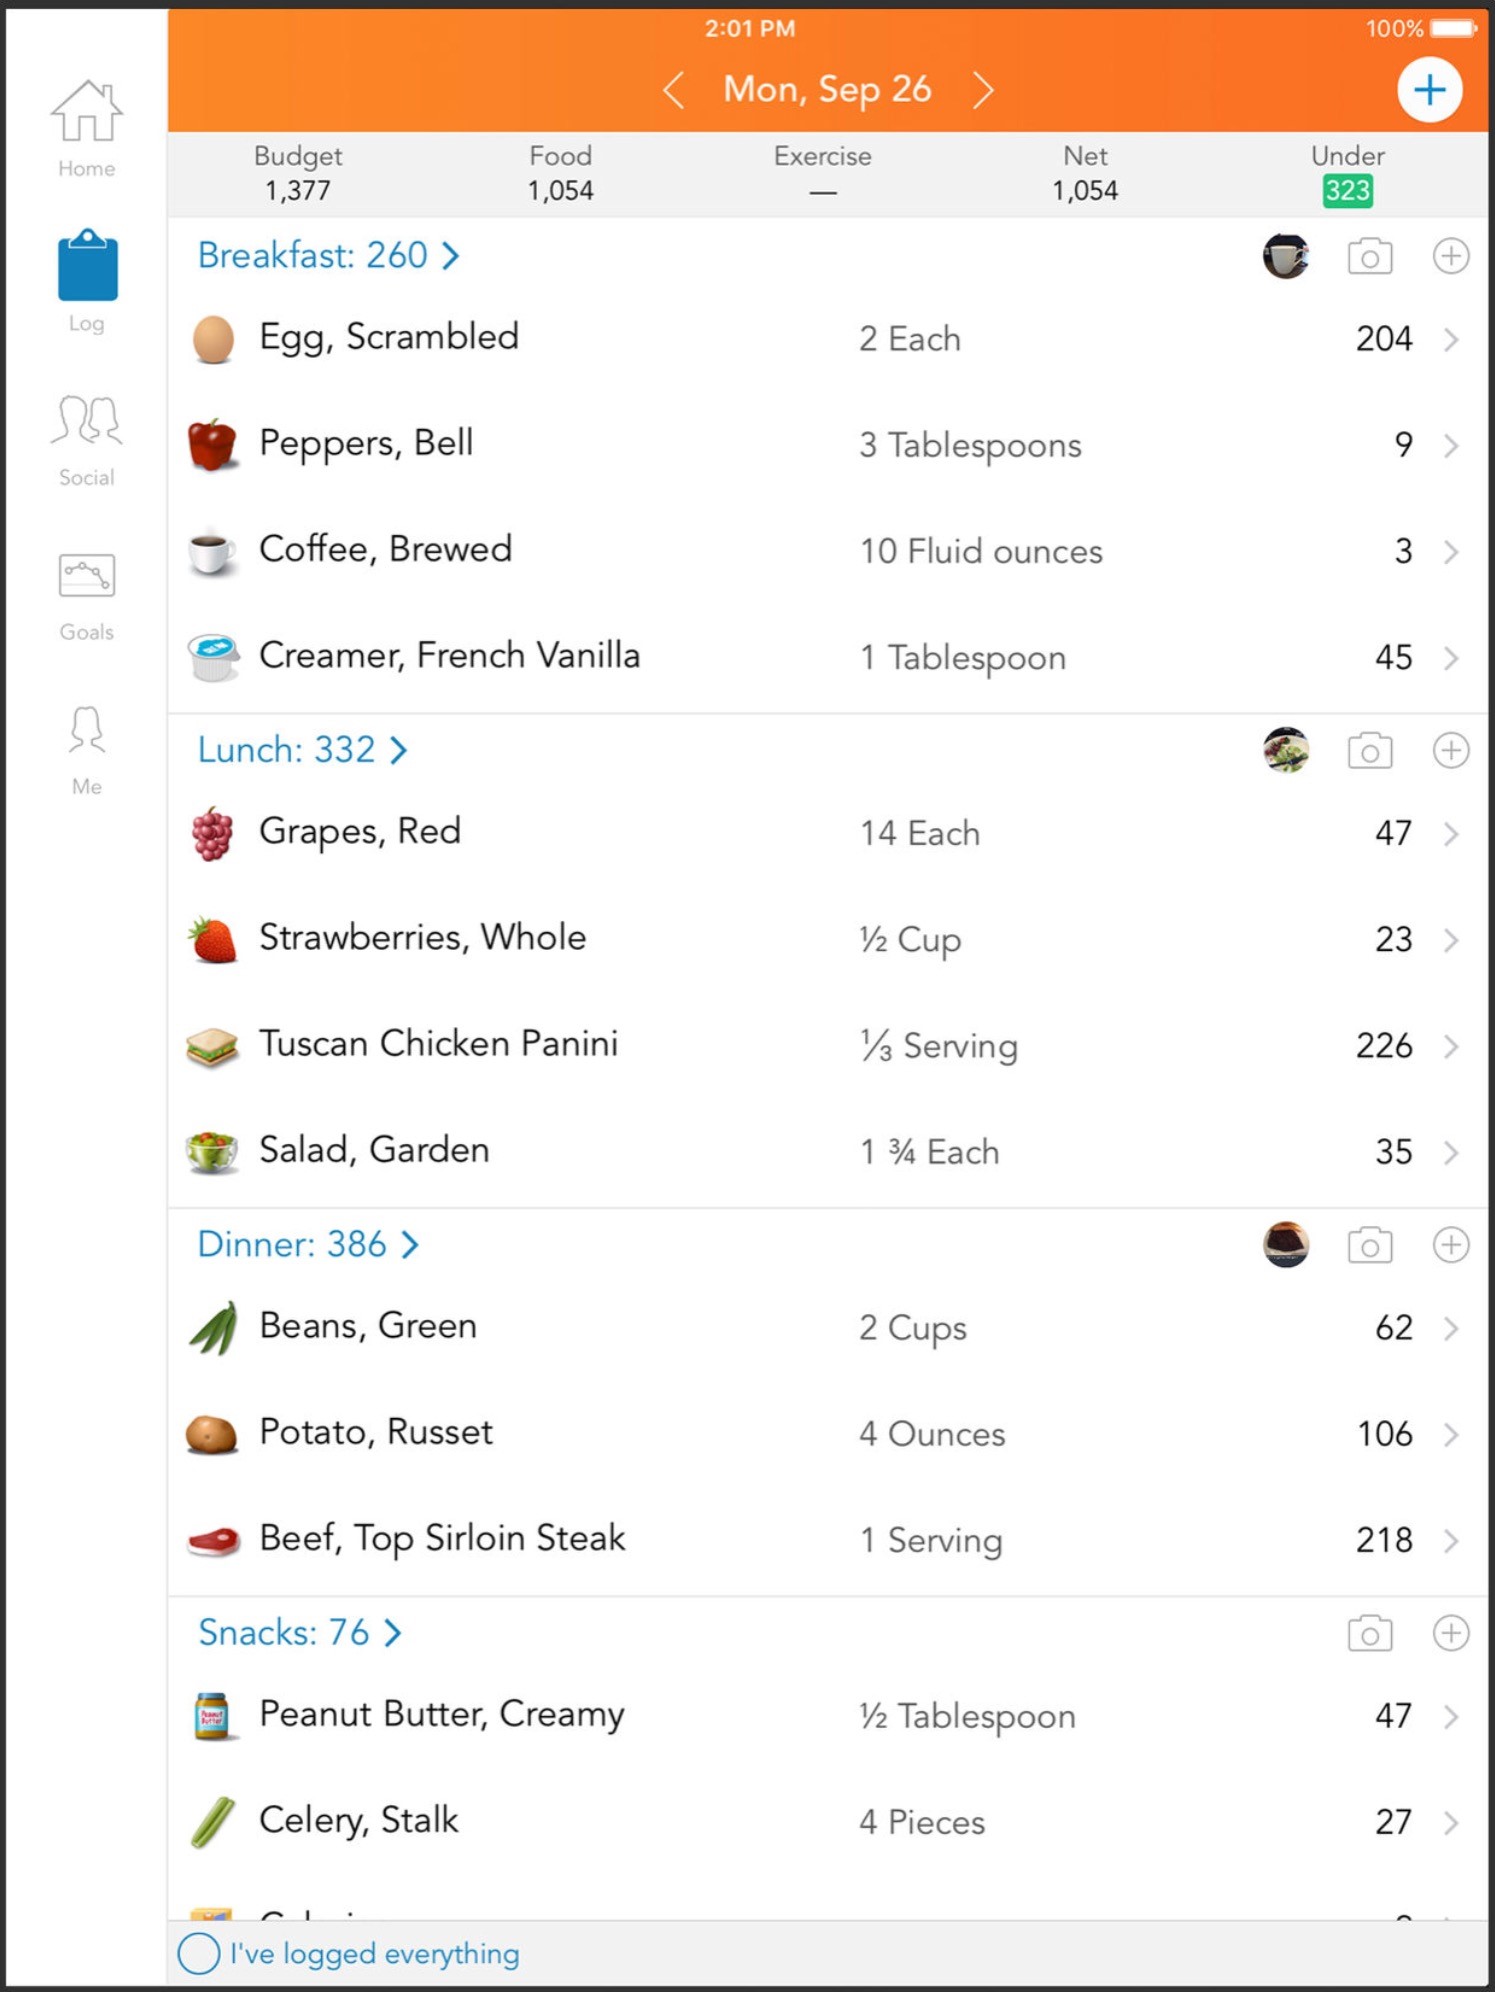 2:01 PM
100%
Mon, Sep 26
Budget Food Exercise Net Under
1,377 1,054 — 1,054 323
Home
Log
Social
Goals
Me
Breakfast: 260
Egg, Scrambled 2 Each 204
Peppers, Bell 3 Tablespoons 9
Coffee, Brewed 10 Fluid ounces 3
Creamer, French Vanilla 1 Tablespoon 45
Lunch: 332
Grapes, Red 14 Each 47
Strawberries, Whole ½ Cup 23
Tuscan Chicken Panini ⅓ Serving 226
Salad, Garden 1 ¾ Each 35
Dinner: 386
Beans, Green 2 Cups 62
Potato, Russet 4 Ounces 106
Beef, Top Sirloin Steak 1 Serving 218
Snacks: 76
Peanut Butter, Creamy ½ Tablespoon 47
Celery, Stalk 4 Pieces 27
I've logged everything